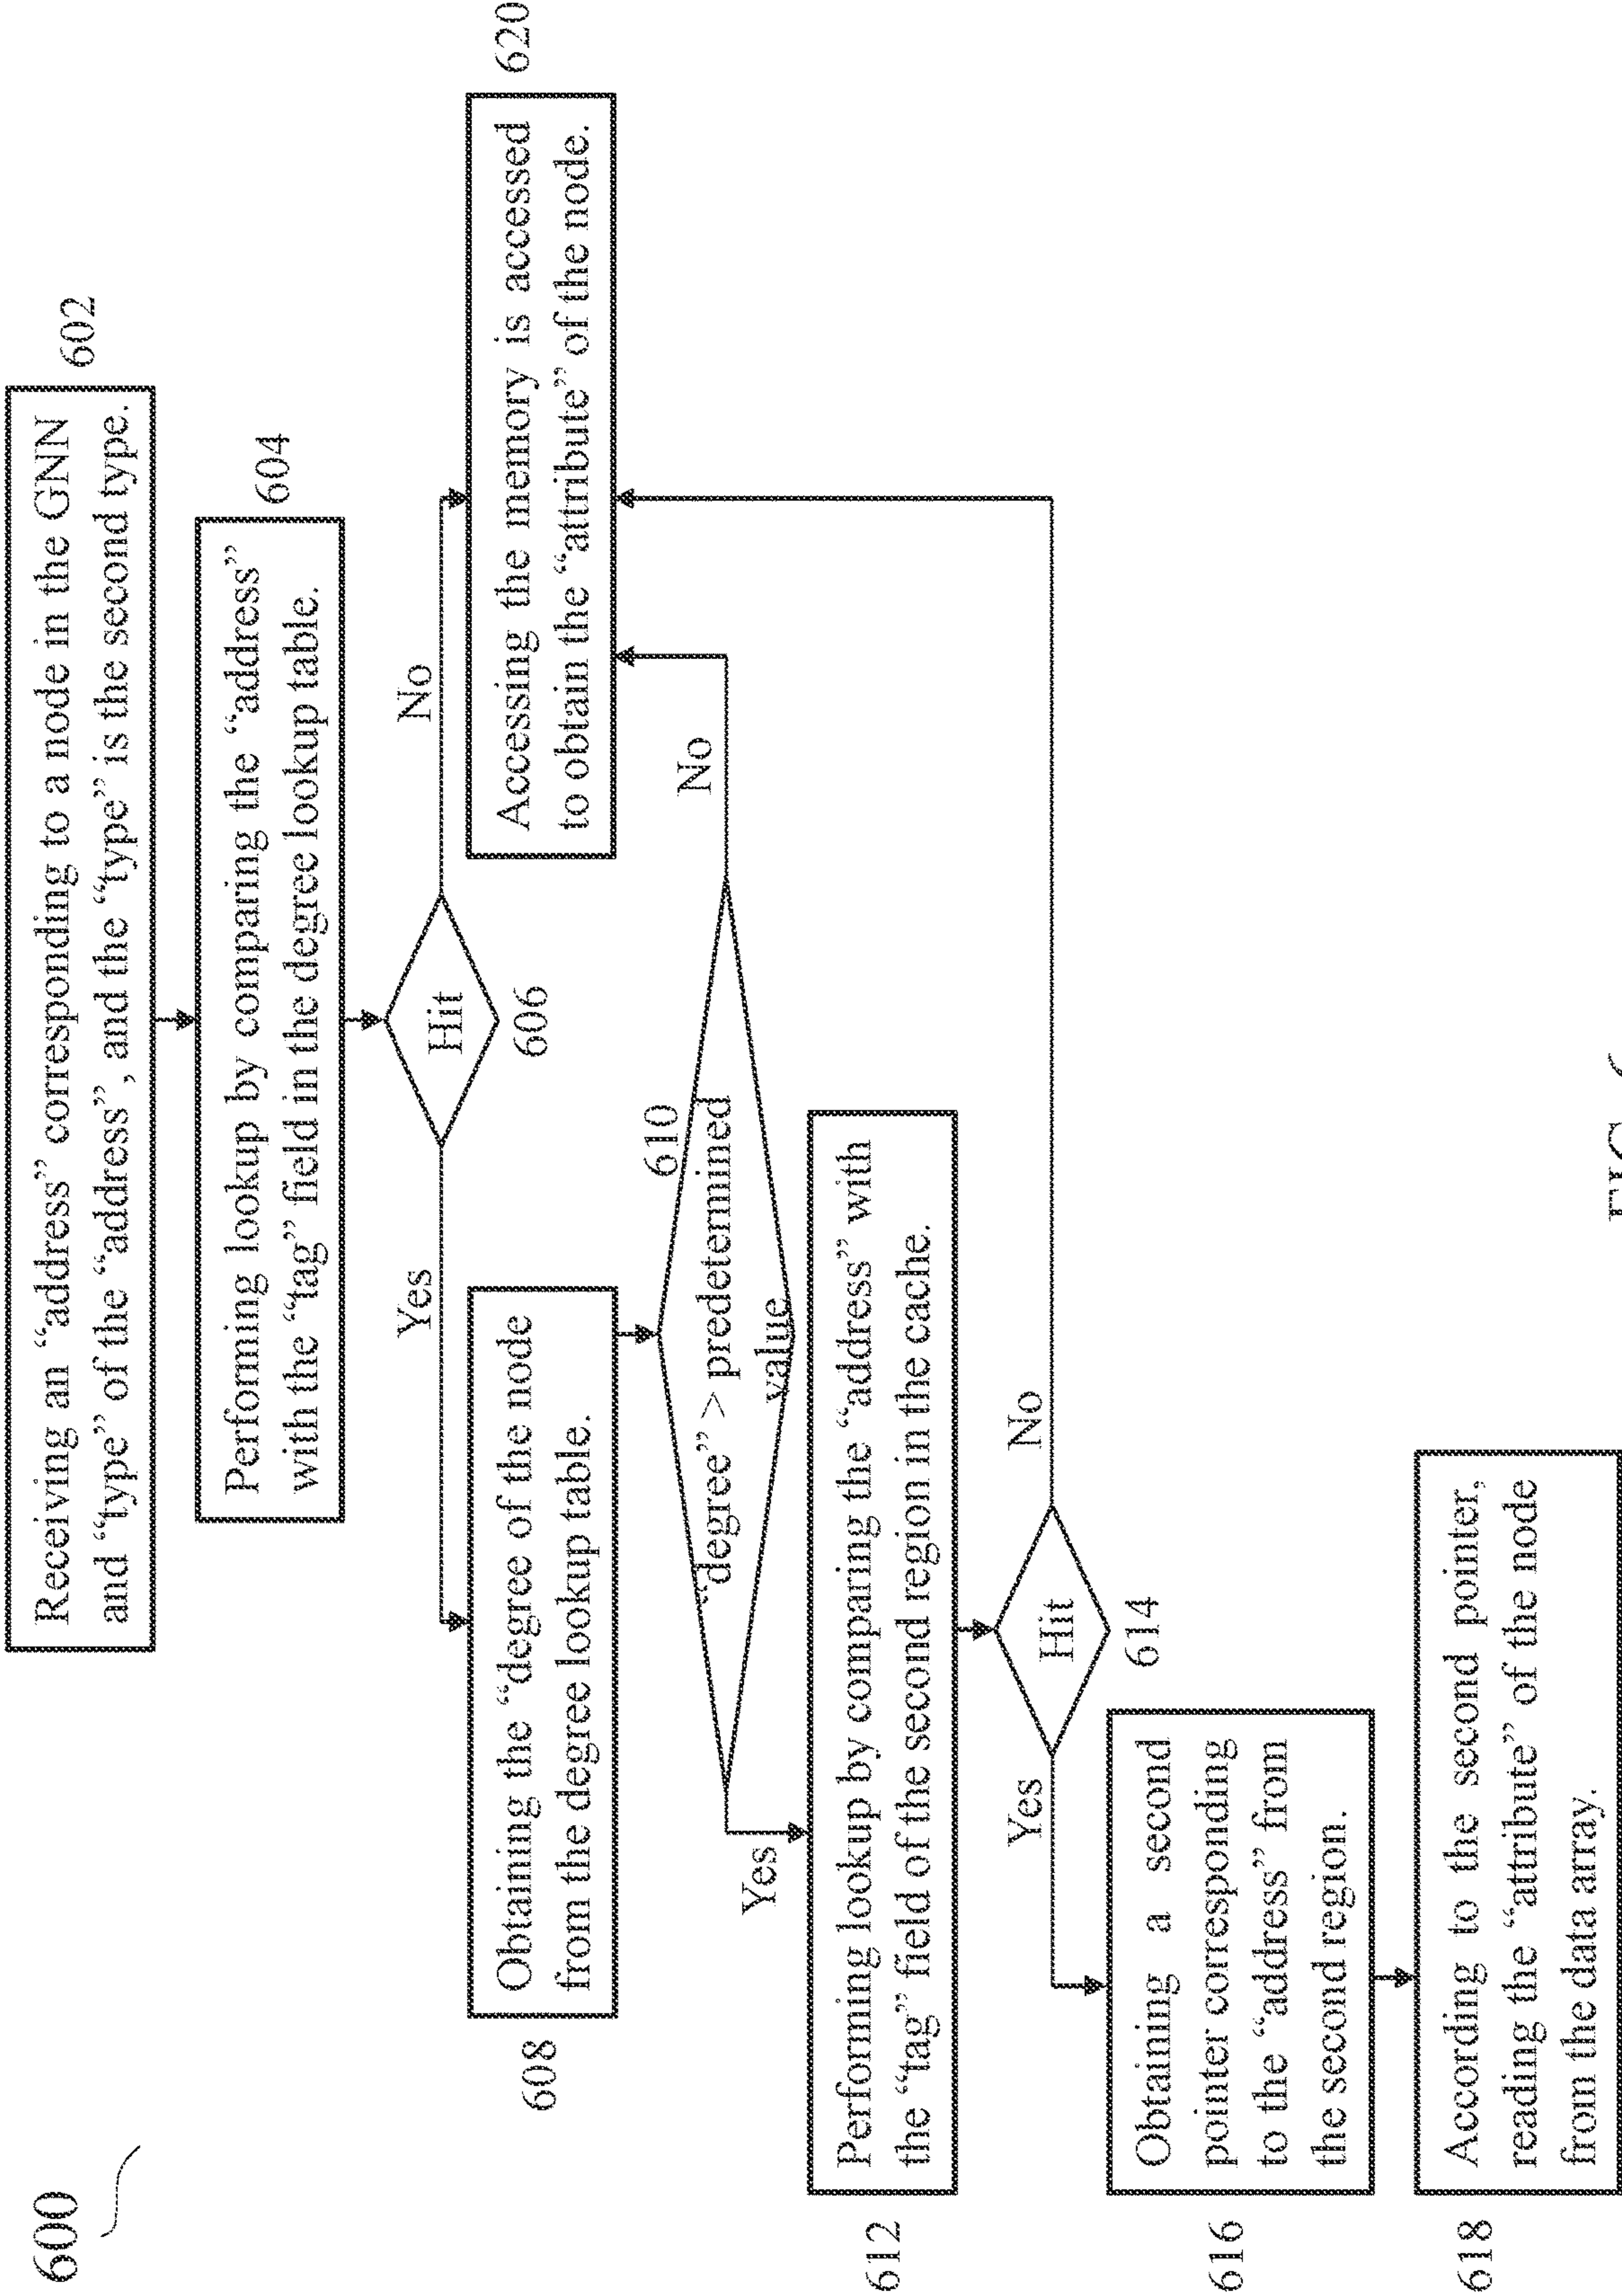 600
Receiving an “address” corresponding to a node in the GNN
and “type” of the “address”, and the “type” is the second type.
602
Performing lookup by comparing the “address”
with the “tag” field in the degree lookup table.
604
Hit
606
Yes
No
608
Obtaining the “degree of the node
from the degree lookup table.
Accessing the memory is accessed
to obtain the “attribute” of the node.
620
610
“degree” > predetermined
value
Yes
No
612
Performing lookup by comparing the “address” with
the “tag” field of the second region in the cache.
Hit
614
Yes
No
616
Obtaining a second
pointer corresponding
to the “address” from
the second region.
618
According to the second pointer,
reading the “attribute” of the node
from the data array.